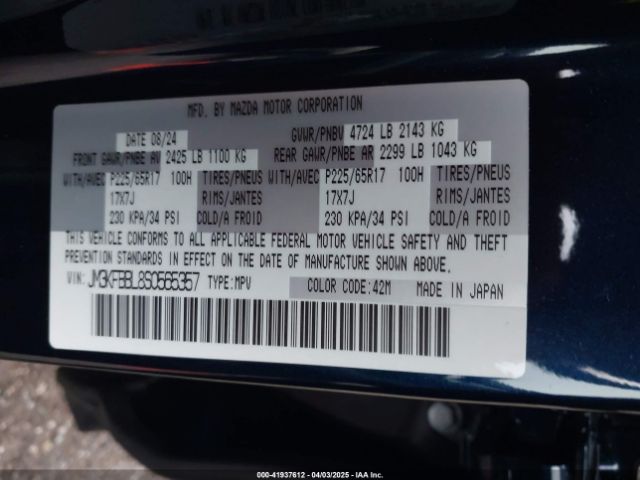 MFD. BY MAZDA MOTOR CORPORATION
DATE 08/24 GVWR/PNBV 4724 LB 2143 KG
FRONT GAWR/PNBE AV 2425 LB 1100 KG REAR GAWR/PNBE AR 2299 LB 1043 KG
WITH/AVEC P225/65R17 100H TIRES/PNEUS WITH/AVEC P225/65R17 100H TIRES/PNEUS
17X7J RIMS/JANTES 17X7J RIMS/JANTES
230 KPA/34 PSI COLD/A FROID 230 KPA/34 PSI COLD/A FROID
THIS VEHICLE CONFORMS TO ALL APPLICABLE FEDERAL MOTOR VEHICLE SAFETY AND THEFT
PREVENTION STANDARDS IN EFFECT ON THE DATE OF MANUFACTURE SHOWN ABOVE.
VIN: JM3KFBBL8S0565357 TYPE: MPV COLOR CODE: 42M MADE IN JAPAN
000-41937612 - 04/03/2025 - IAA Inc.